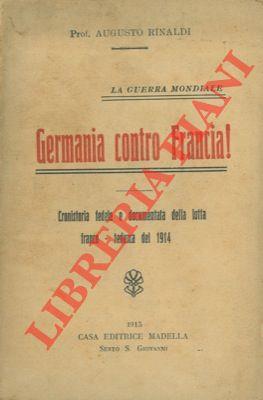 Prof. AUGUSTO RINALDI
LA GUERRA MONDIALE
Germania contro Francia!
Cronistoria fedele e documentata della lotta
franco - tedesca del 1914
1915
CASA EDITRICE MADELLA
SESTO S. GIOVANNI
LIBRERIA PIANI